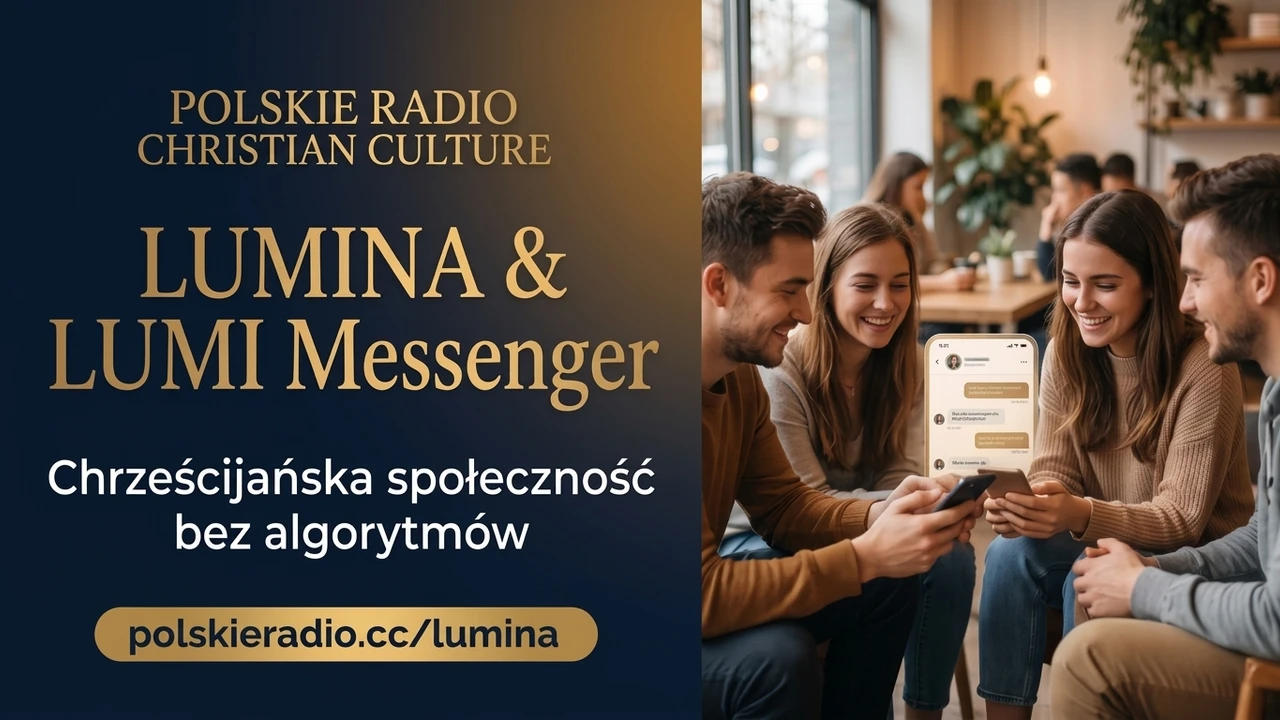 POLSKIE RADIO
CHRISTIAN CULTURE
LUMINA &
LUMI Messenger
Chrześcijańska społeczność
bez algorytmów
polskieradio.cc/lumina